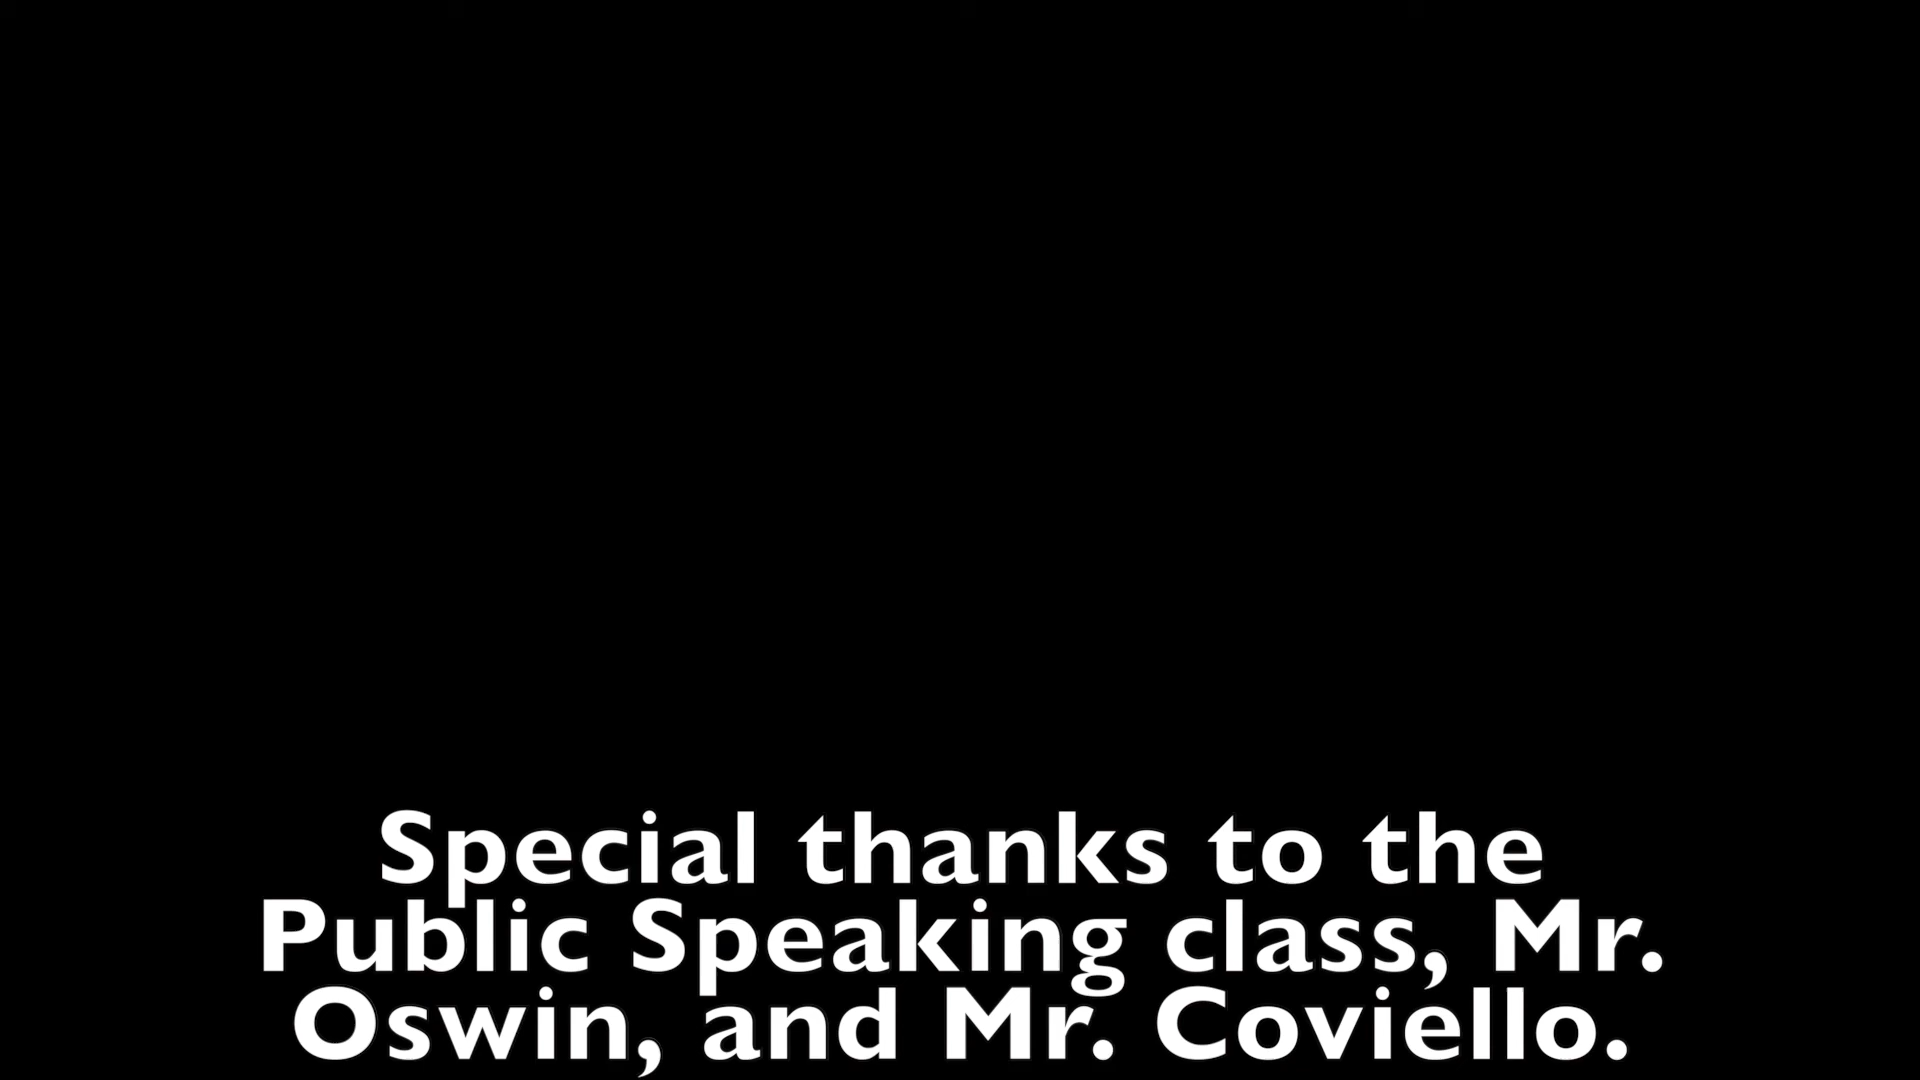 Special thanks to the
Public Speaking class, Mr.
Oswin, and Mr. Coviello.